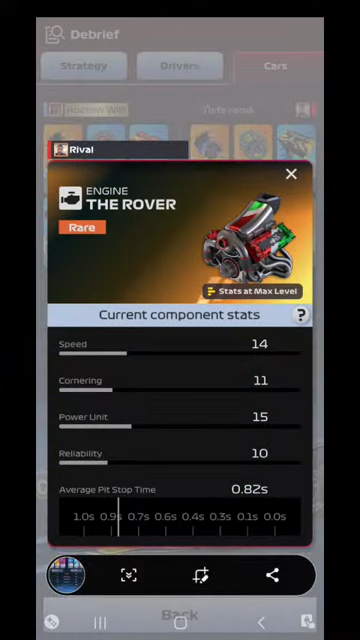 Debrief
Strategy
Drivers
Cars
Rival
ENGINE
THE ROVER
Rare
Stats at Max Level
Current component stats
?
Speed 14
Cornering 11
Power Unit 15
Reliability 10
Average Pit Stop Time 0.82s
1.0s 0.9s 0.7s 0.6s 0.4s 0.3s 0.1s 0.0s
Back